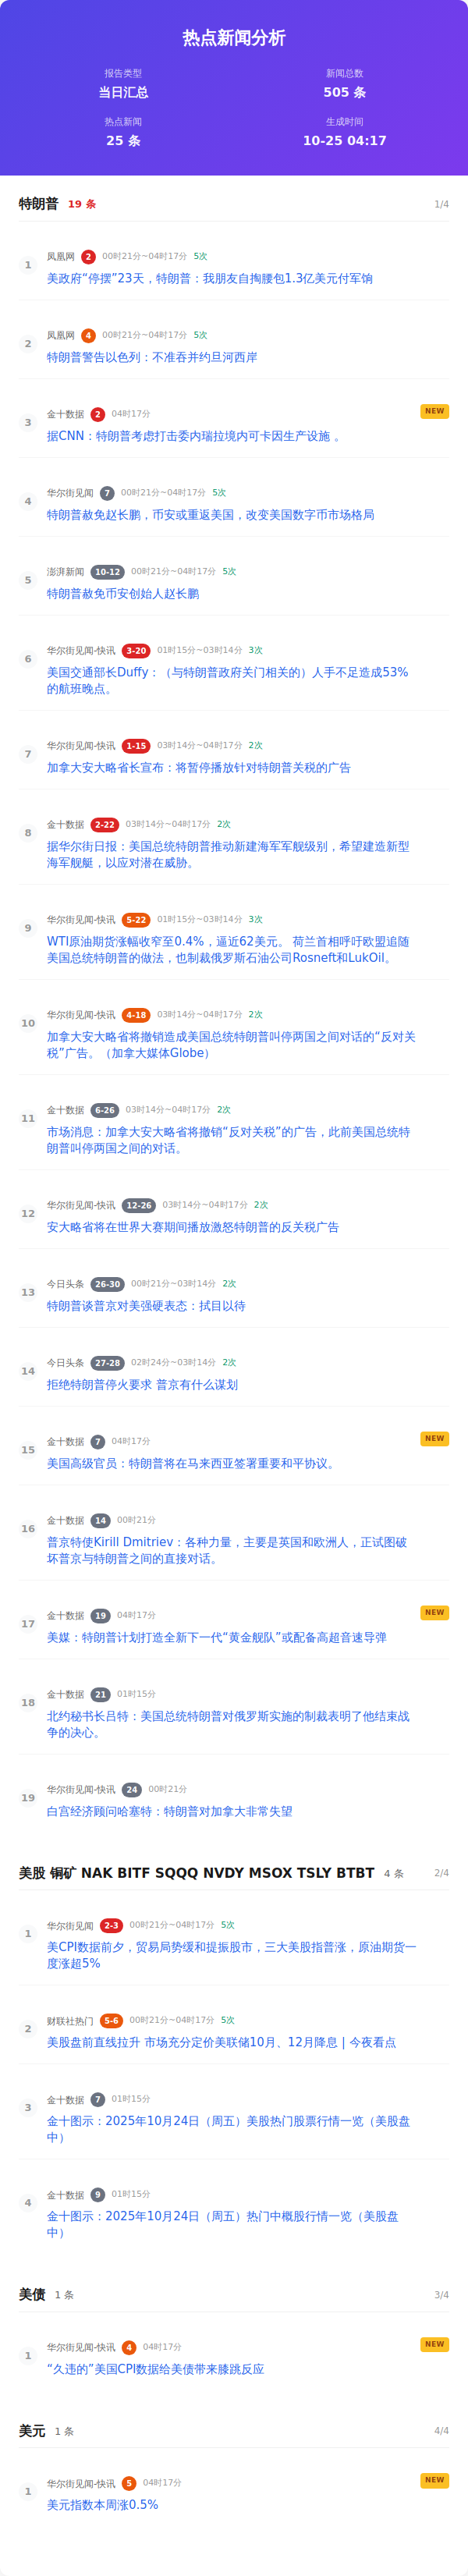 热点新闻分析
报告类型 新闻总数
当日汇总 505 条
热点新闻 生成时间
25 条 10-25 04:17
特朗普 19 条 1/4
凤凰网 2 00时21分~04时17分 5次
1 美政府“停摆”23天，特朗普：我朋友自掏腰包1.3亿美元付军饷
凤凰网 4 00时21分~04时17分 5次
2 特朗普警告以色列：不准吞并约旦河西岸
金十数据 2 04时17分 NEW
3 据CNN：特朗普考虑打击委内瑞拉境内可卡因生产设施 。
华尔街见闻 7 00时21分~04时17分 5次
4 特朗普赦免赵长鹏，币安或重返美国，改变美国数字币市场格局
澎湃新闻 10-12 00时21分~04时17分 5次
5 特朗普赦免币安创始人赵长鹏
华尔街见闻-快讯 3-20 01时15分~03时14分 3次
6 美国交通部长Duffy：（与特朗普政府关门相关的）人手不足造成53%
的航班晚点。
华尔街见闻-快讯 1-15 03时14分~04时17分 2次
7 加拿大安大略省长宣布：将暂停播放针对特朗普关税的广告
金十数据 2-22 03时14分~04时17分 2次
8 据华尔街日报：美国总统特朗普推动新建海军军舰级别，希望建造新型
海军舰艇，以应对潜在威胁。
华尔街见闻-快讯 5-22 01时15分~03时14分 3次
9 WTI原油期货涨幅收窄至0.4%，逼近62美元。 荷兰首相呼吁欧盟追随
美国总统特朗普的做法，也制裁俄罗斯石油公司Rosneft和LukOil。
华尔街见闻-快讯 4-18 03时14分~04时17分 2次
10 加拿大安大略省将撤销造成美国总统特朗普叫停两国之间对话的“反对关
税”广告。（加拿大媒体Globe）
金十数据 6-26 03时14分~04时17分 2次
11 市场消息：加拿大安大略省将撤销“反对关税”的广告，此前美国总统特
朗普叫停两国之间的对话。
华尔街见闻-快讯 12-26 03时14分~04时17分 2次
12 安大略省将在世界大赛期间播放激怒特朗普的反关税广告
今日头条 26-30 00时21分~03时14分 2次
13 特朗普谈普京对美强硬表态：拭目以待
今日头条 27-28 02时24分~03时14分 2次
14 拒绝特朗普停火要求 普京有什么谋划
金十数据 7 04时17分 NEW
15 美国高级官员：特朗普将在马来西亚签署重要和平协议。
金十数据 14 00时21分
16 普京特使Kirill Dmitriev：各种力量，主要是英国和欧洲人，正试图破
坏普京与特朗普之间的直接对话。
金十数据 19 04时17分 NEW
17 美媒：特朗普计划打造全新下一代“黄金舰队”或配备高超音速导弹
金十数据 21 01时15分
18 北约秘书长吕特：美国总统特朗普对俄罗斯实施的制裁表明了他结束战
争的决心。
华尔街见闻-快讯 24 00时21分
19 白宫经济顾问哈塞特：特朗普对加拿大非常失望
美股 铜矿 NAK BITF SQQQ NVDY MSOX TSLY BTBT 4 条 2/4
华尔街见闻 2-3 00时21分~04时17分 5次
1 美CPI数据前夕，贸易局势缓和提振股市，三大美股指普涨，原油期货一
度涨超5%
财联社热门 5-6 00时21分~04时17分 5次
2 美股盘前直线拉升 市场充分定价美联储10月、12月降息 | 今夜看点
金十数据 7 01时15分
3 金十图示：2025年10月24日（周五）美股热门股票行情一览（美股盘
中）
金十数据 9 01时15分
4 金十图示：2025年10月24日（周五）热门中概股行情一览（美股盘
中）
美债 1 条 3/4
华尔街见闻-快讯 4 04时17分 NEW
1 “久违的”美国CPI数据给美债带来膝跳反应
美元 1 条 4/4
华尔街见闻-快讯 5 04时17分 NEW
1 美元指数本周涨0.5%